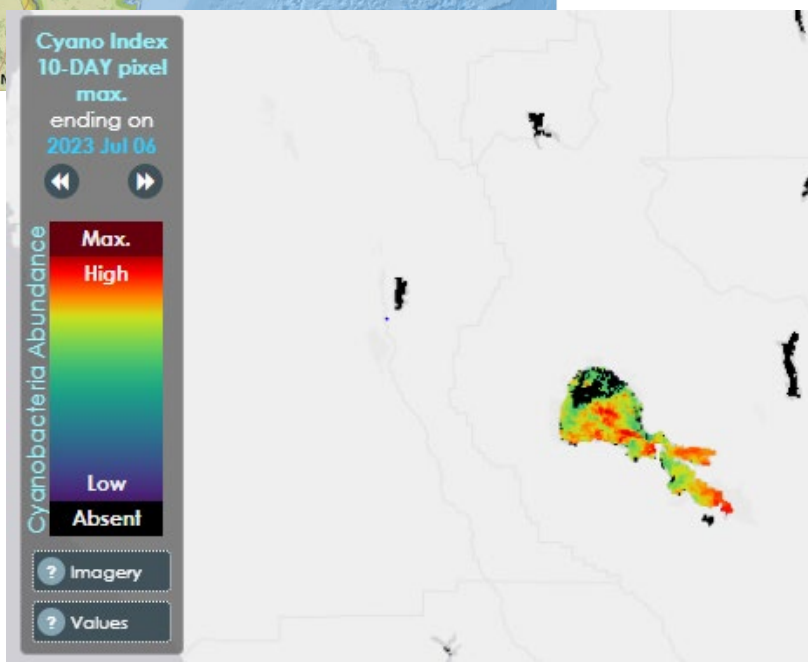 Cyano Index
10-DAY pixel
max.
ending on
2023 Jul 06
Cyanobacteria Abundance
Max.
High
Low
Absent
? Imagery
? Values